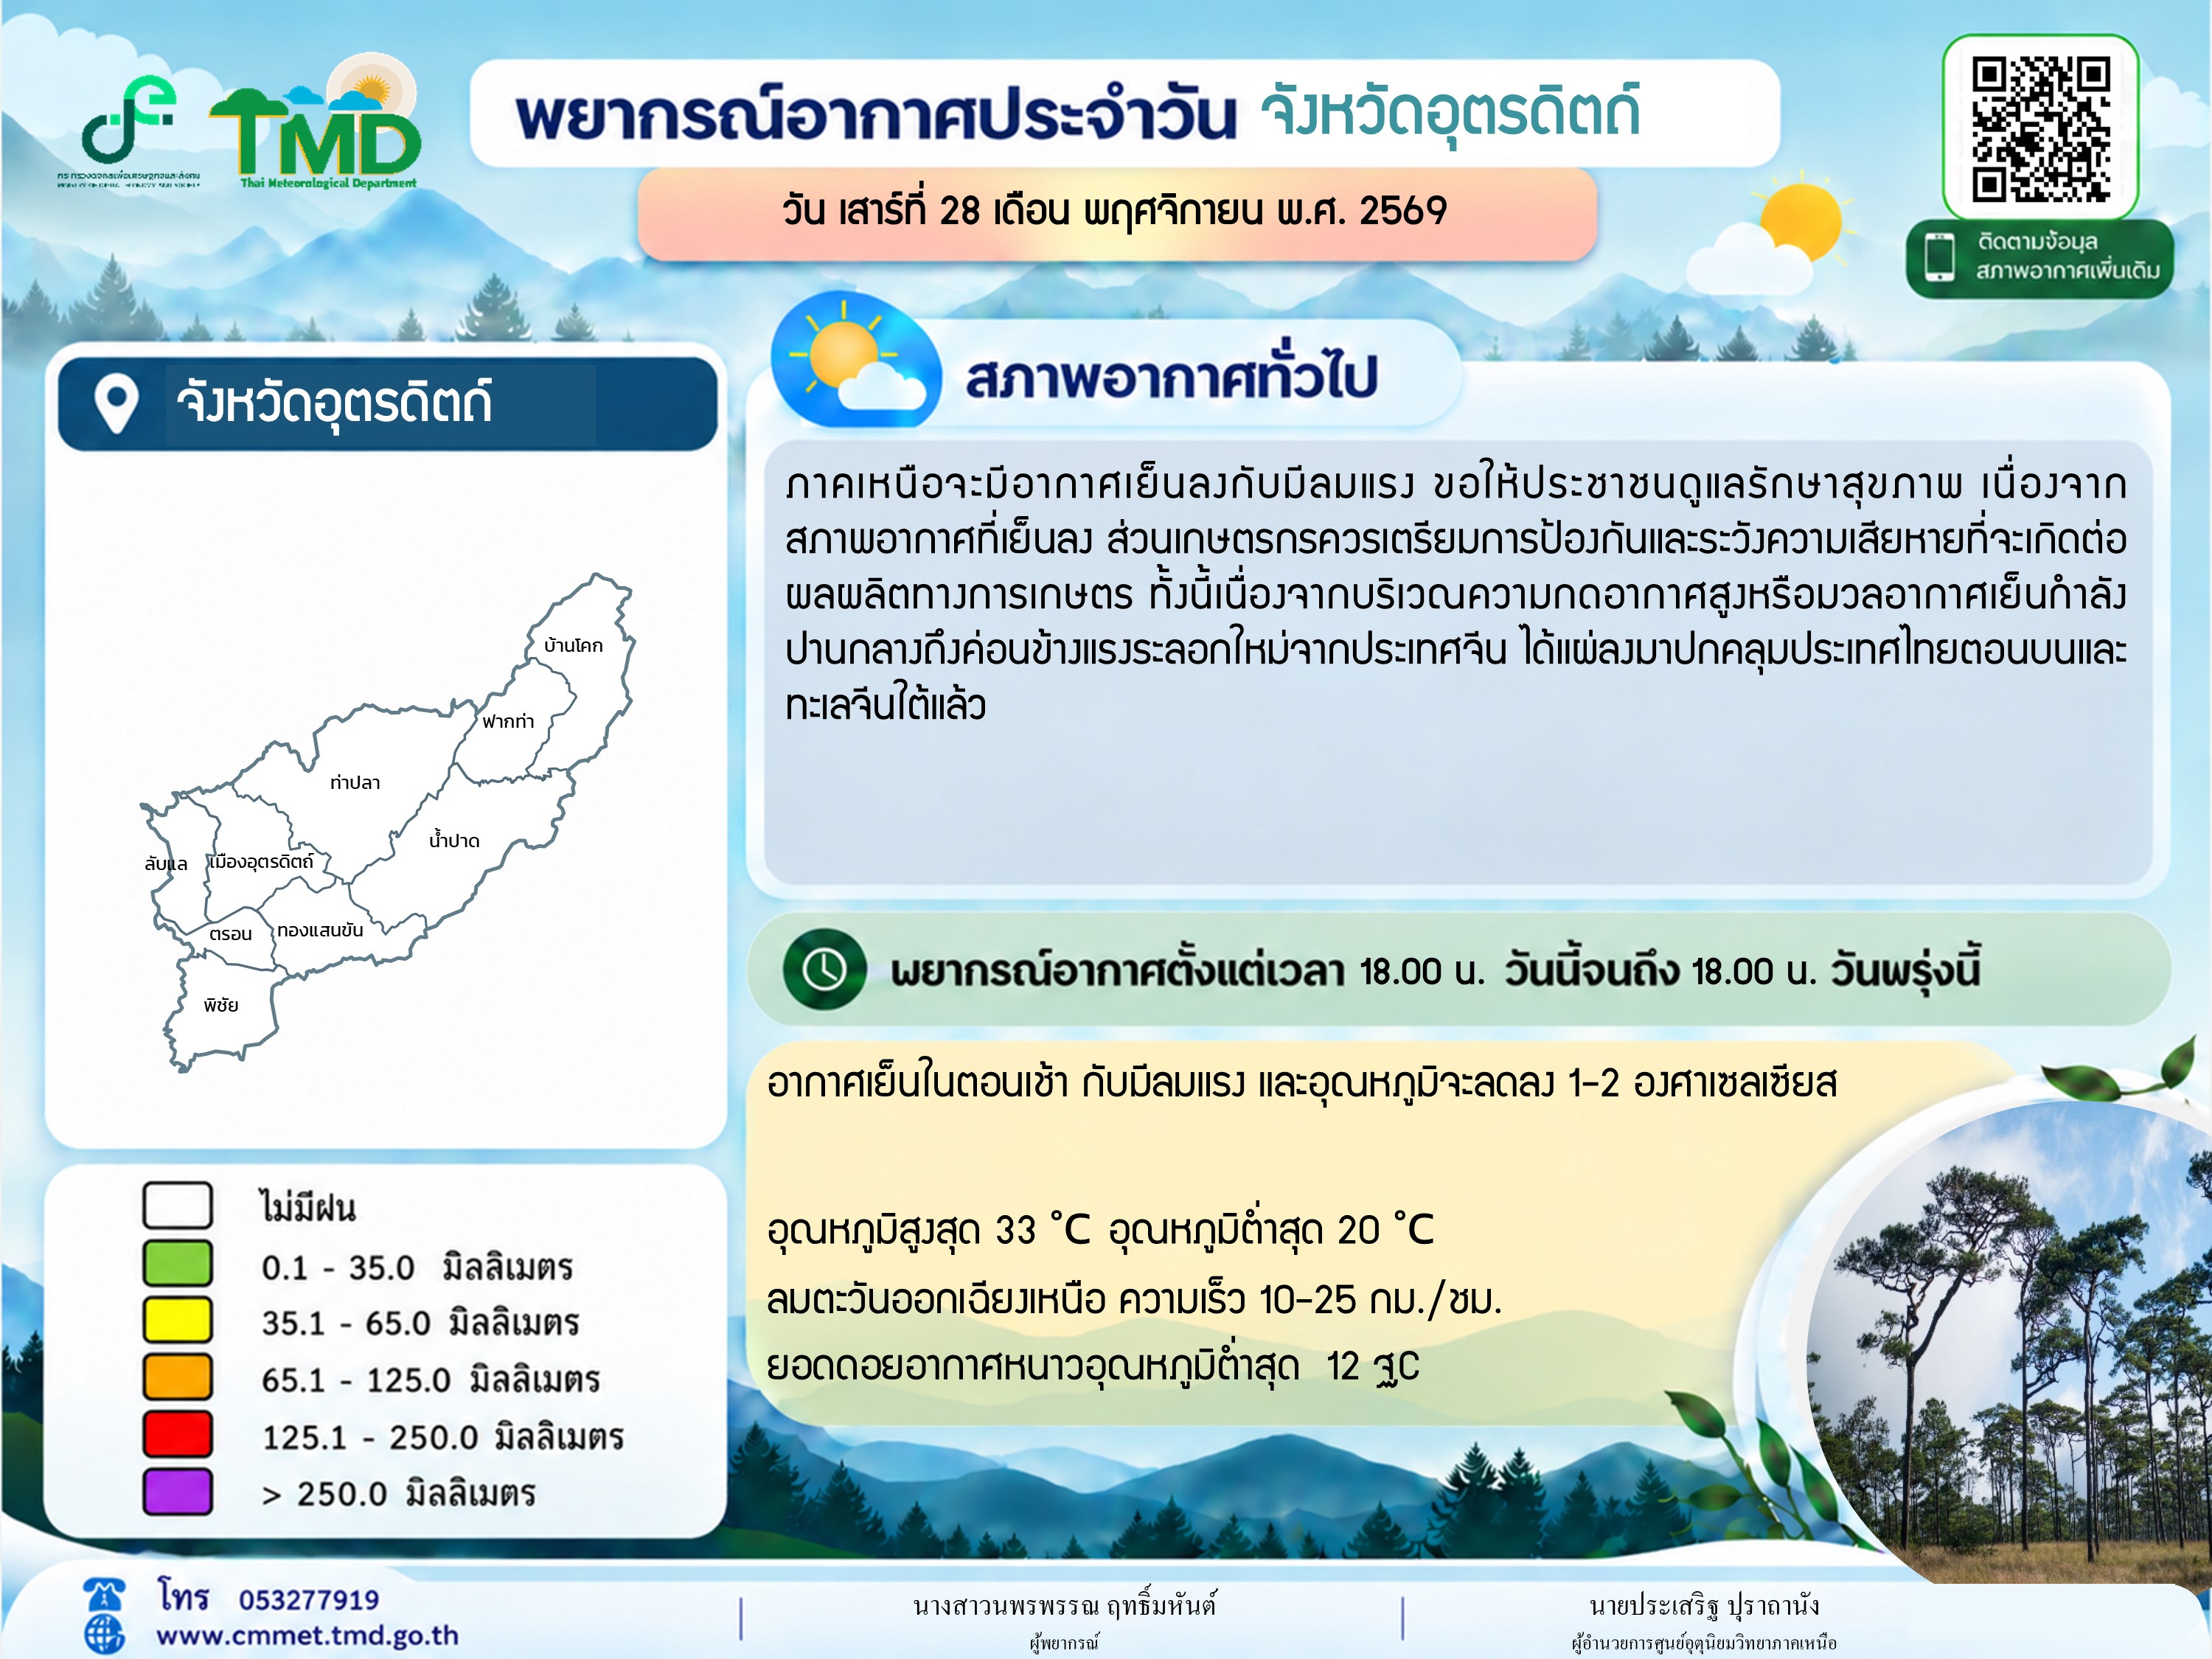 de
กระทรวงดิจิทัลเพื่อเศรษฐกิจและสังคม
MINISTRY OF DIGITAL ECONOMY AND SOCIETY
TMD
Thai Meteorological Department
พยากรณ์อากาศประจำวัน จังหวัดอุตรดิตถ์
วัน เสาร์ที่ 28 เดือน พฤศจิกายน พ.ศ. 2569
ติดตามข้อมูล
สภาพอากาศเพิ่มเติม
จังหวัดอุตรดิตถ์
บ้านโคก
ฟากท่า
ท่าปลา
น้ำปาด
ลับแล
เมืองอุตรดิตถ์
ตรอน
ทองแสนขัน
พิชัย
ไม่มีฝน
0.1 - 35.0 มิลลิเมตร
35.1 - 65.0 มิลลิเมตร
65.1 - 125.0 มิลลิเมตร
125.1 - 250.0 มิลลิเมตร
> 250.0 มิลลิเมตร
สภาพอากาศทั่วไป
ภาคเหนือจะมีอากาศเย็นลงกับมีลมแรง ขอให้ประชาชนดูแลรักษาสุขภาพ เนื่องจาก
สภาพอากาศที่เย็นลง ส่วนเกษตรกรควรเตรียมการป้องกันและระวังความเสียหายที่จะเกิดต่อ
ผลผลิตทางการเกษตร ทั้งนี้เนื่องจากบริเวณความกดอากาศสูงหรือมวลอากาศเย็นกำลัง
ปานกลางถึงค่อนข้างแรงระลอกใหม่จากประเทศจีน ได้แผ่ลงมาปกคลุมประเทศไทยตอนบนและ
ทะเลจีนใต้แล้ว
พยากรณ์อากาศตั้งแต่เวลา 18.00 น. วันนี้จนถึง 18.00 น. วันพรุ่งนี้
อากาศเย็นในตอนเช้า กับมีลมแรง และอุณหภูมิจะลดลง 1-2 องศาเซลเซียส
อุณหภูมิสูงสุด 33 °C อุณหภูมิต่ำสุด 20 °C
ลมตะวันออกเฉียงเหนือ ความเร็ว 10-25 กม./ชม.
ยอดดอยอากาศหนาวอุณหภูมิต่ำสุด 12 ฐC
โทร 053277919
www.cmmet.tmd.go.th
นางสาวนพรพรรณ ฤทธิ์มหันต์
ผู้พยากรณ์
นายประเสริฐ ปุราถานัง
ผู้อำนวยการศูนย์อุตุนิยมวิทยาภาคเหนือ